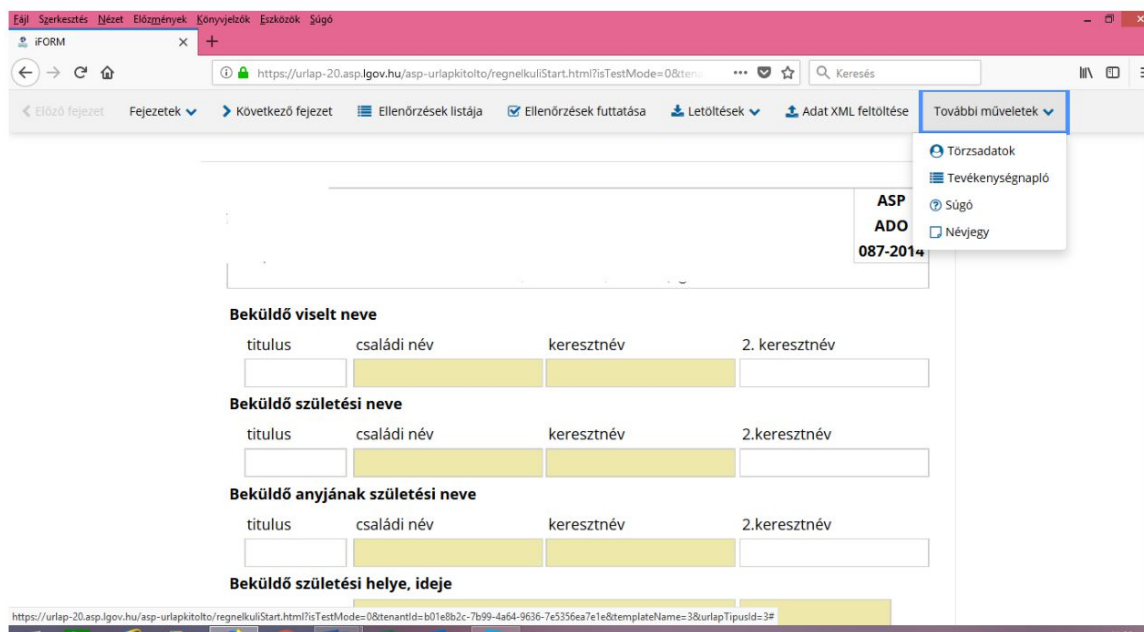 Fájl Szerkesztés Nézet Előzmények Könyvjelzők Eszközök Súgó
iFORM
https://urlap-20.asp.lgov.hu/asp-urlapkitolto/regnelkuliStart.html?isTestMode=0&ten
Keresés
Előző fejezet Fejezetek Következő fejezet Ellenőrzések listája Ellenőrzések futtatása Letöltések Adat XML feltöltése További műveletek
Törzsadatok
Tevékenységnapló
Súgó
Névjegy
ASP
ADO
087-2014
Beküldő viselt neve
titulus családi név keresztnév 2. keresztnév
Beküldő születési neve
titulus családi név keresztnév 2.keresztnév
Beküldő anyjának születési neve
titulus családi név keresztnév 2.keresztnév
Beküldő születési helye, ideje
https://urlap-20.asp.lgov.hu/asp-urlapkitolto/regnelkuliStart.html?isTestMode=0&tenantId=b01e8b2c-7b99-4a64-9636-7e5356ea7e1e&templateName=3&urlapTipusId=3#